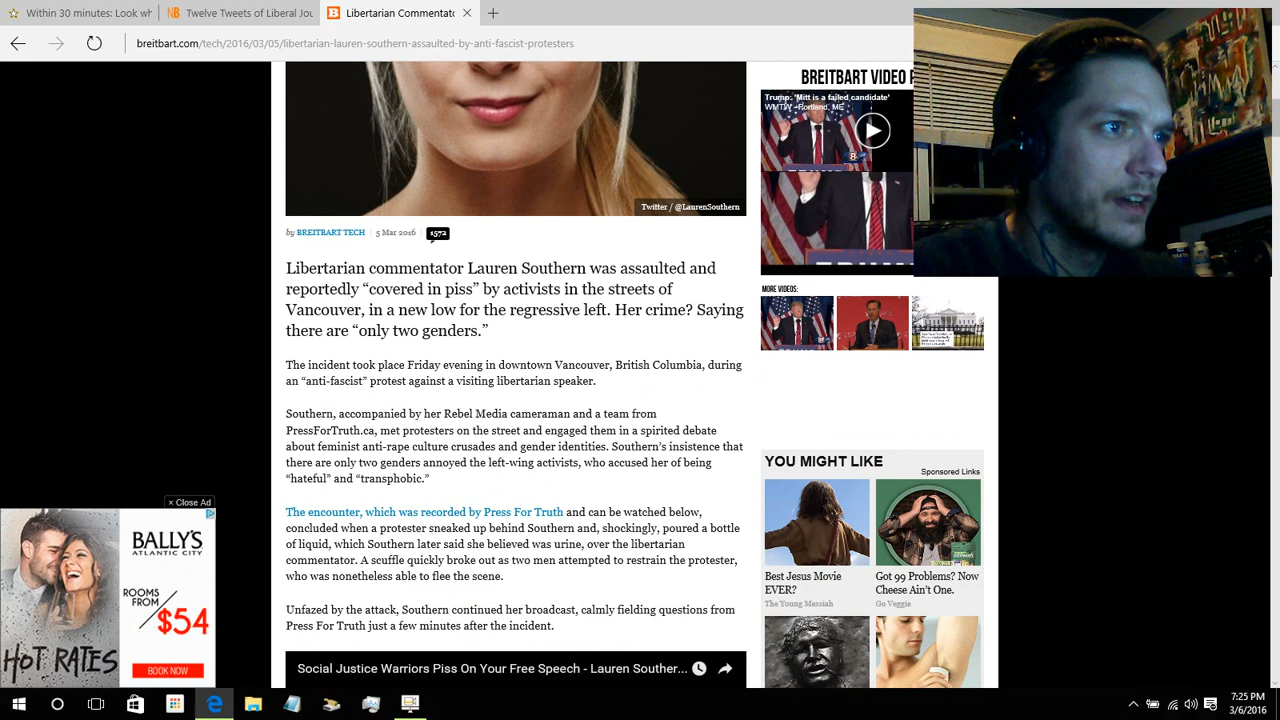 Within 30 minutes: Look wh
Twelve Tweets of Liberal Jou
Libertarian Commentato
breitbart.com/tech/2016/03/05/libertarian-lauren-southern-assaulted-by-anti-fascist-protesters
BREITBART VIDEO P
Trump: 'Mitt is a failed candidate'
WMTW - Portland, ME
Twitter / @LaurenSouthern
by BREITBART TECH | 5 Mar 2016 | 1572
MORE VIDEOS:
Libertarian commentator Lauren Southern was assaulted and
reportedly “covered in piss” by activists in the streets of
Vancouver, in a new low for the regressive left. Her crime? Saying
there are “only two genders.”
The incident took place Friday evening in downtown Vancouver, British Columbia, during
an “anti-fascist” protest against a visiting libertarian speaker.
Southern, accompanied by her Rebel Media cameraman and a team from
PressForTruth.ca, met protesters on the street and engaged them in a spirited debate
about feminist anti-rape culture crusades and gender identities. Southern’s insistence that
there are only two genders annoyed the left-wing activists, who accused her of being
“hateful” and “transphobic.”
The encounter, which was recorded by Press For Truth and can be watched below,
concluded when a protester sneaked up behind Southern and, shockingly, poured a bottle
of liquid, which Southern later said she believed was urine, over the libertarian
commentator. A scuffle quickly broke out as two men attempted to restrain the protester,
who was nonetheless able to flee the scene.
Unfazed by the attack, Southern continued her broadcast, calmly fielding questions from
Press For Truth just a few minutes after the incident.
Social Justice Warriors Piss On Your Free Speech - Lauren Souther...
YOU MIGHT LIKE
Sponsored Links
Best Jesus Movie
EVER?
The Young Messiah
Got 99 Problems? Now
Cheese Ain't One.
Go Veggie
× Close Ad
BALLY'S
ATLANTIC CITY
ROOMS
FROM
$54
HOT RATES
BOOK NOW
7:25 PM
3/6/2016